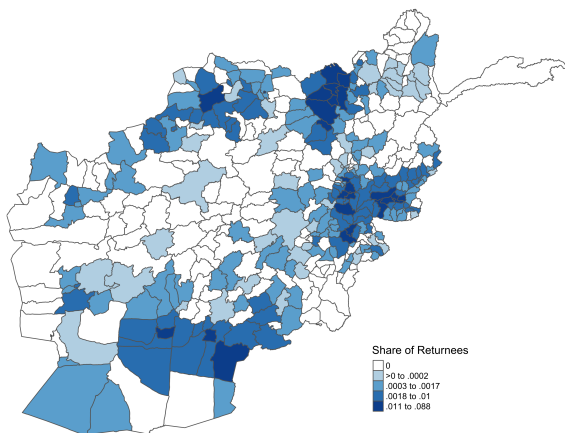 Share of Returnees
0
>0 to .0002
.0003 to .0017
.0018 to .01
.011 to .088